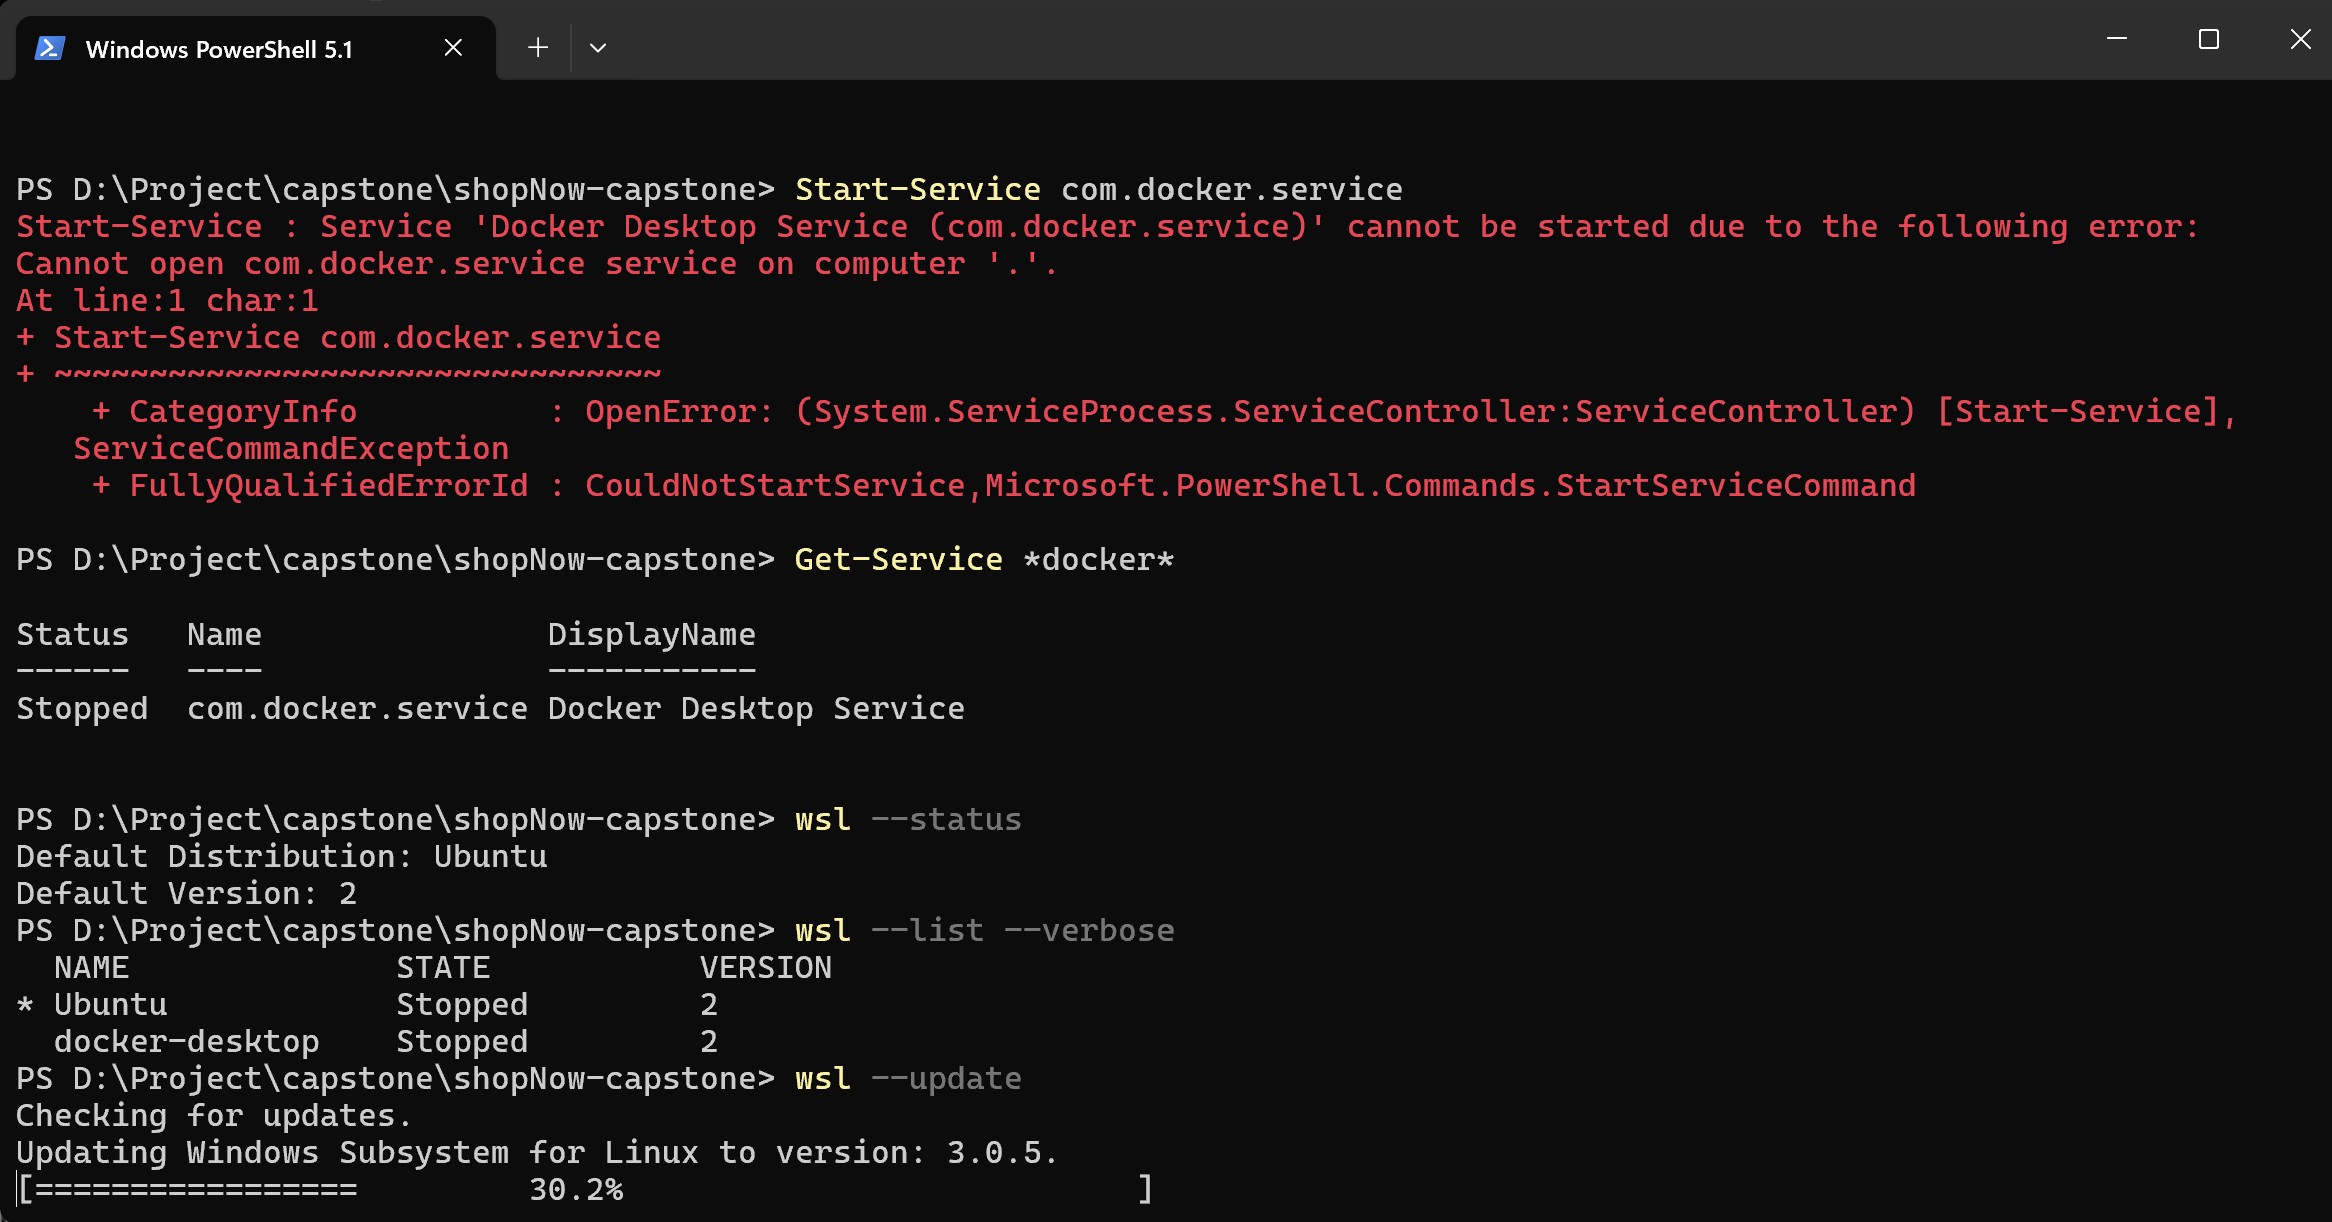 Windows PowerShell 5.1
PS D:\Project\capstone\shopNow-capstone> Start-Service com.docker.service
Start-Service : Service 'Docker Desktop Service (com.docker.service)' cannot be started due to the following error:
Cannot open com.docker.service service on computer '.'.
At line:1 char:1
+ Start-Service com.docker.service
+ ~~~~~~~~~~~~~~~~~~~~~~~~~~~~~~~~
    + CategoryInfo          : OpenError: (System.ServiceProcess.ServiceController:ServiceController) [Start-Service],
   ServiceCommandException
    + FullyQualifiedErrorId : CouldNotStartService,Microsoft.PowerShell.Commands.StartServiceCommand
PS D:\Project\capstone\shopNow-capstone> Get-Service *docker*
Status   Name               DisplayName
------   ----               -----------
Stopped  com.docker.service Docker Desktop Service
PS D:\Project\capstone\shopNow-capstone> wsl --status
Default Distribution: Ubuntu
Default Version: 2
PS D:\Project\capstone\shopNow-capstone> wsl --list --verbose
  NAME              STATE           VERSION
* Ubuntu            Stopped         2
  docker-desktop    Stopped         2
PS D:\Project\capstone\shopNow-capstone> wsl --update
Checking for updates.
Updating Windows Subsystem for Linux to version: 3.0.5.
[=================         30.2%                           ]